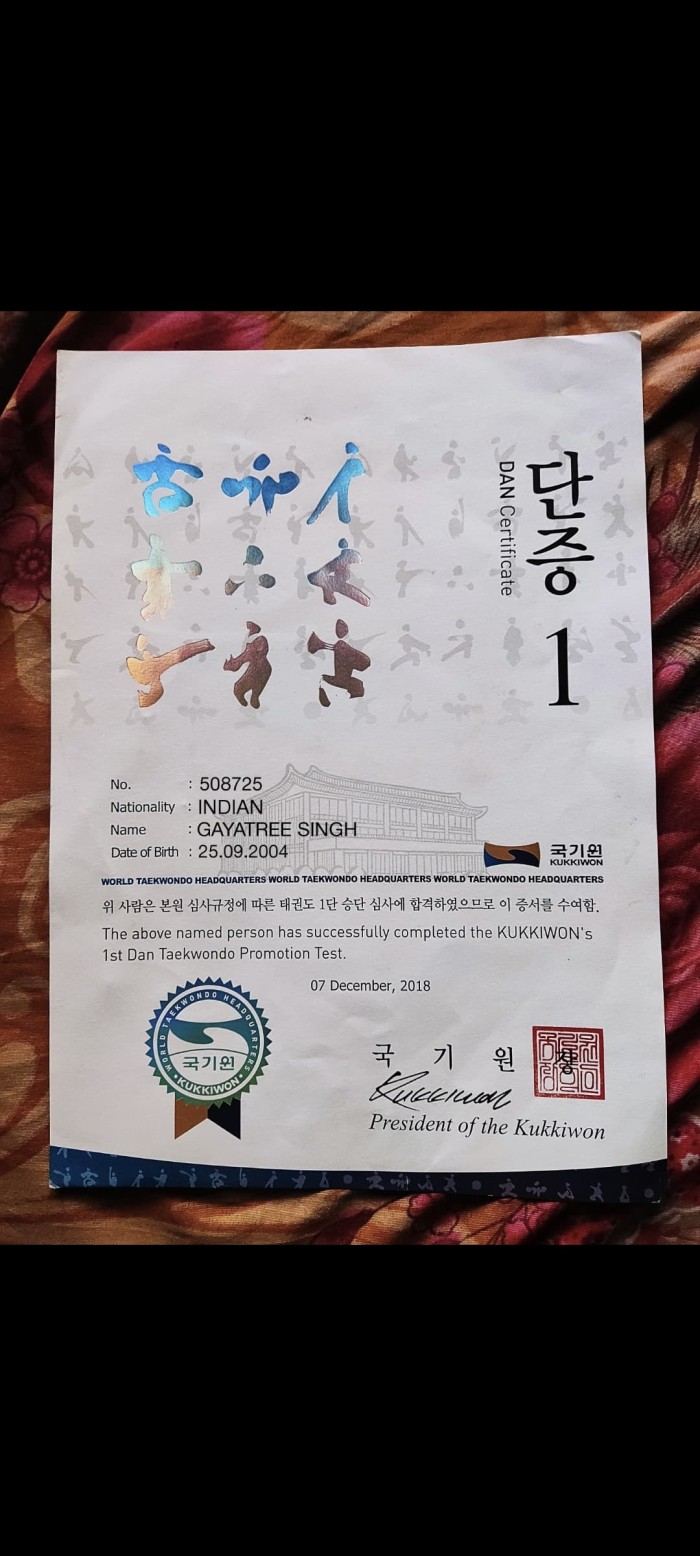 단증 1
DAN Certificate
No. : 508725
Nationality : INDIAN
Name : GAYATREE SINGH
Date of Birth : 25.09.2004
국기원
KUKKIWON
WORLD TAEKWONDO HEADQUARTERS WORLD TAEKWONDO HEADQUARTERS WORLD TAEKWONDO HEADQUARTERS
위 사람은 본원 심사규정에 따른 태권도 1단 승단 심사에 합격하였으므로 이 증서를 수여함.
The above named person has successfully completed the KUKKIWON's
1st Dan Taekwondo Promotion Test.
07 December, 2018
WORLD TAEKWONDO HEADQUARTERS
국기원
KUKKIWON
국 기 원 장
Kukkiwon
President of the Kukkiwon